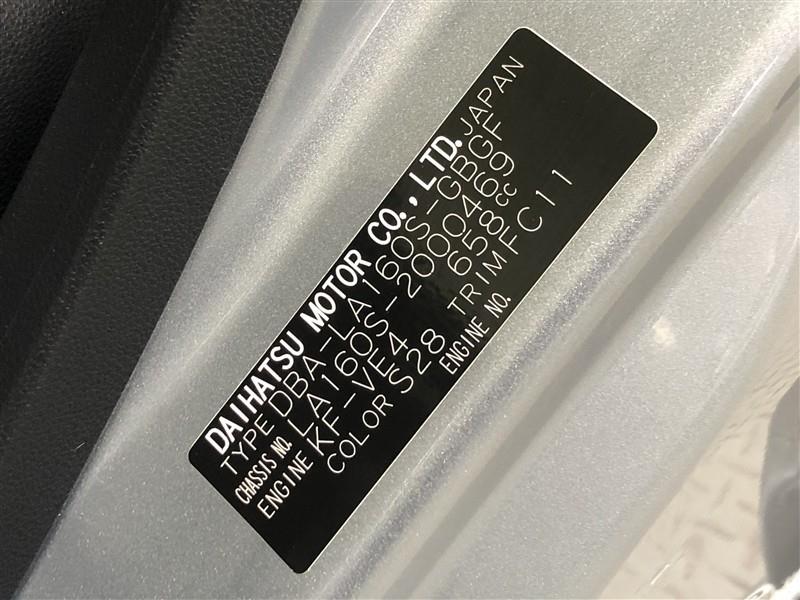 DAIHATSU MOTOR CO.,LTD. JAPAN
TYPE DBA-LA160S-GBGF
CHASSIS NO. LA160S-2000469
ENGINE KF-VE4 658cc
COLOR S28 TRIM FC11
ENGINE NO.